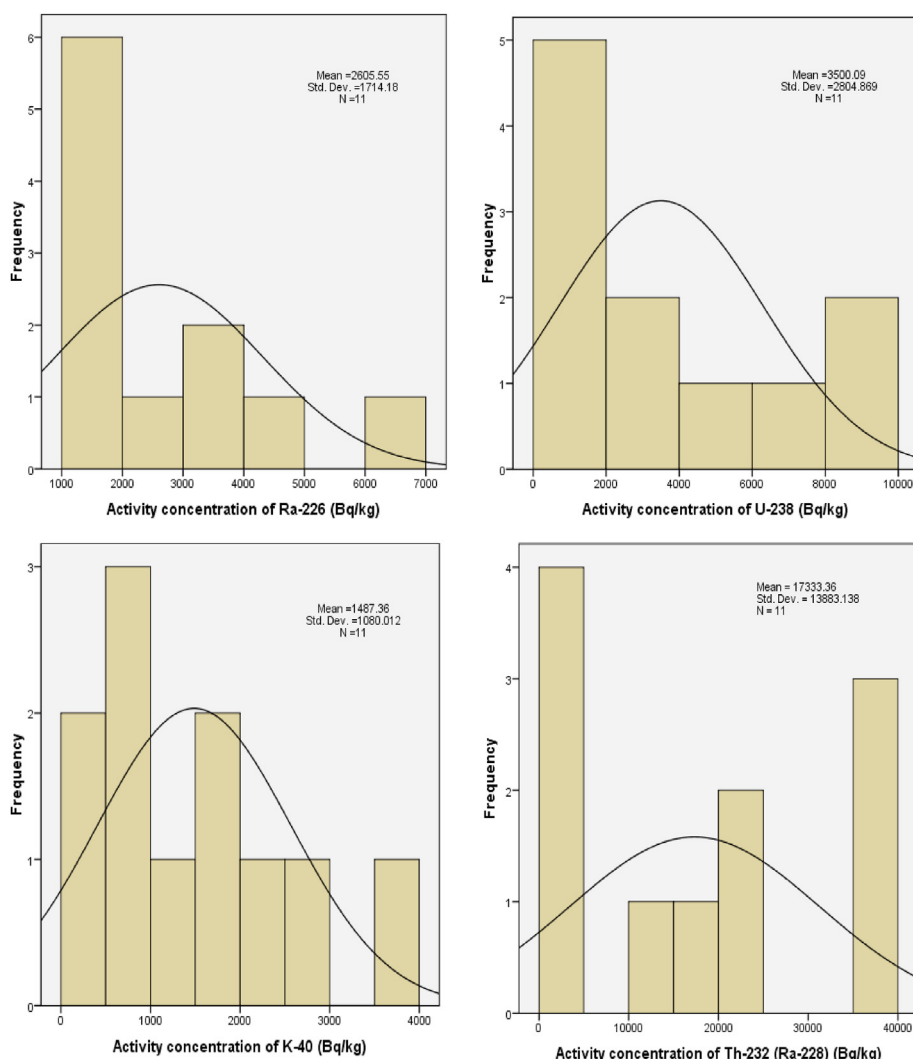 Mean =2605.55
Std. Dev. =1714.18
N =11
Frequency
6
5
4
3
2
1
0
1000 2000 3000 4000 5000 6000 7000
Activity concentration of Ra-226 (Bq/kg)
Mean =3500.09
Std. Dev. =2804.869
N =11
Frequency
5
4
3
2
1
0
0 2000 4000 6000 8000 10000
Activity concentration of U-238 (Bq/kg)
Mean =1487.36
Std. Dev. =1080.012
N =11
Frequency
3
2
1
0
0 1000 2000 3000 4000
Activity concentration of K-40 (Bq/kg)
Mean = 17333.36
Std. Dev. = 13883.138
N = 11
Frequency
4
3
2
1
0
0 10000 20000 30000 40000
Activity concentration of Th-232 (Ra-228) (Bq/kg)